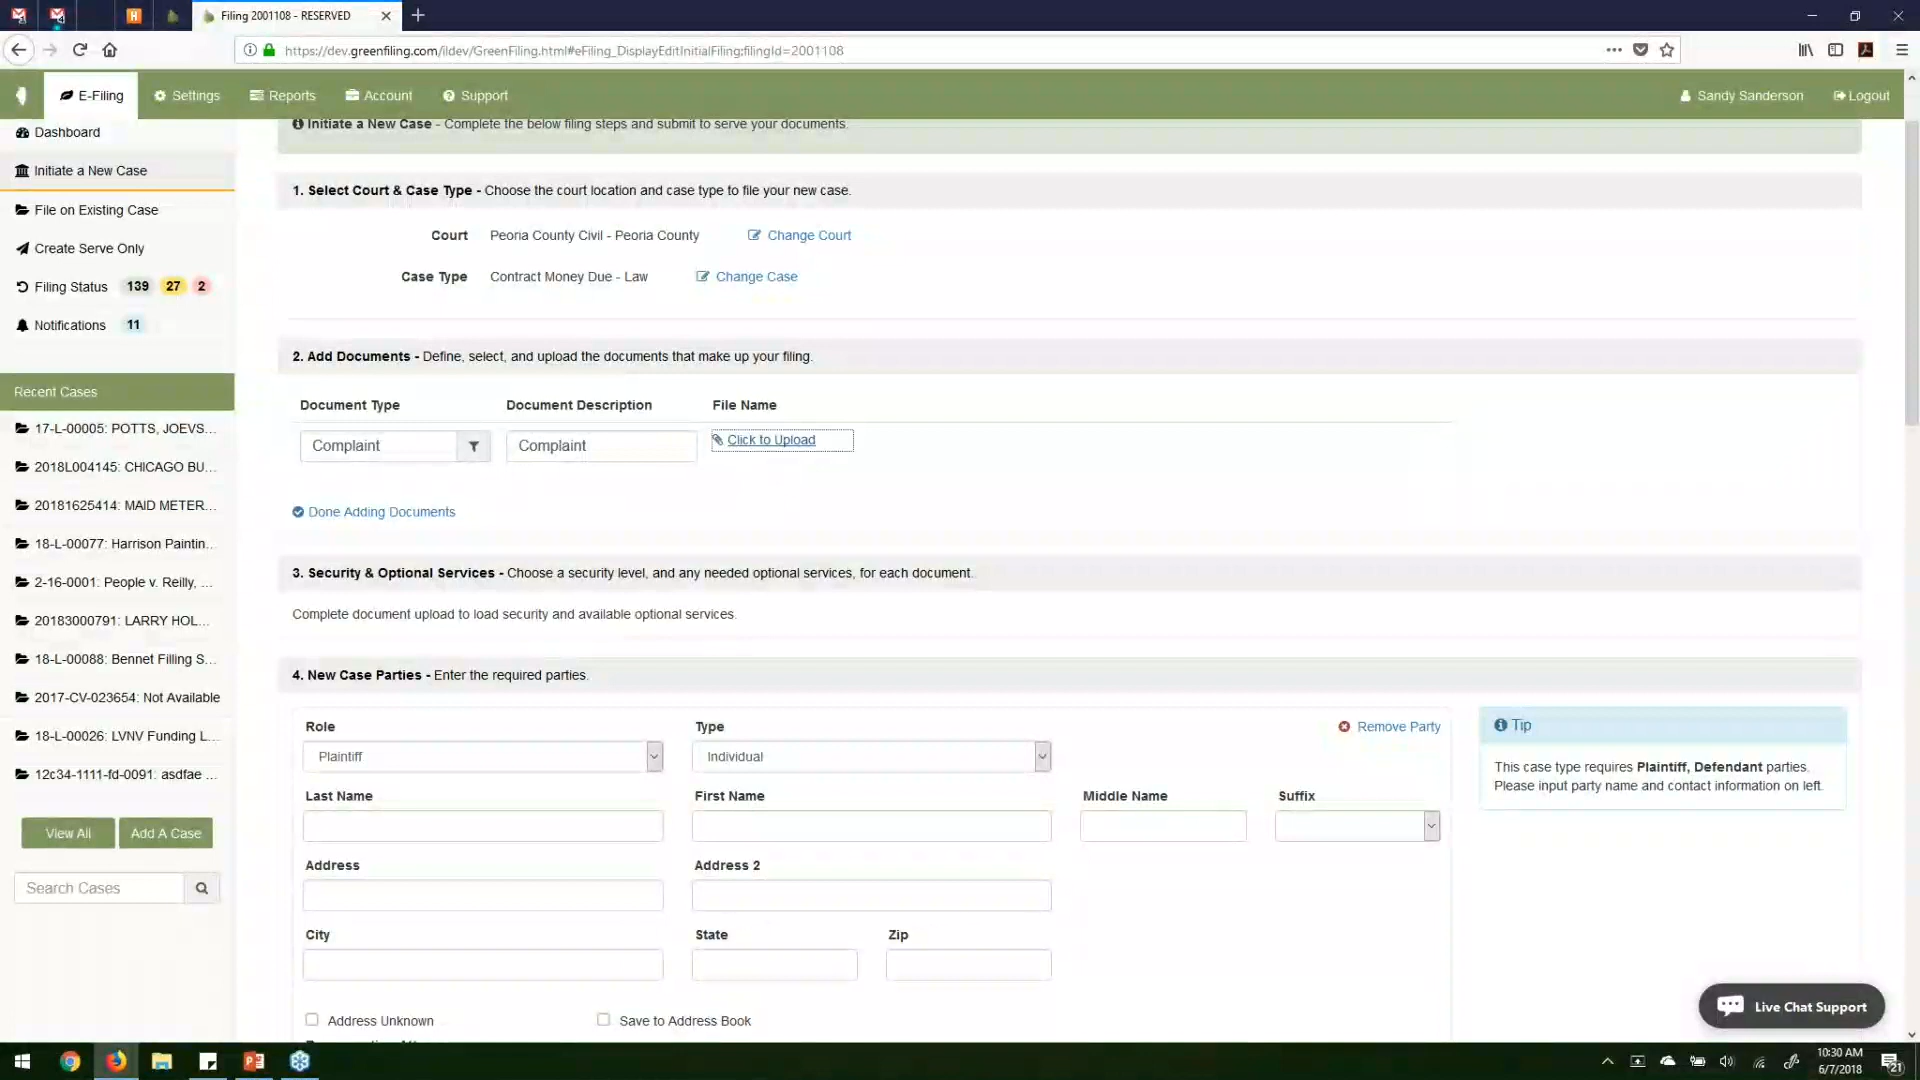 Filing 2001108 - RESERVED
https://dev.greenfiling.com/ildev/GreenFiling.html#eFiling_DisplayEditInitialFiling;filingId=2001108
E-Filing
Settings
Reports
Account
Support
Sandy Sanderson
Logout
Dashboard
Initiate a New Case
File on Existing Case
Create Serve Only
Filing Status 139 27 2
Notifications 11
Recent Cases
17-L-00005: POTTS, JOEVS...
2018L004145: CHICAGO BU...
20181625414: MAID METER...
18-L-00077: Harrison Paintin...
2-16-0001: People v. Reilly, ...
20183000791: LARRY HOL...
18-L-00088: Bennet Filling S...
2017-CV-023654: Not Available
18-L-00026: LVNV Funding L...
12c34-1111-fd-0091: asdfae ...
View All
Add A Case
Search Cases
Initiate a New Case - Complete the below filing steps and submit to serve your documents.
1. Select Court & Case Type - Choose the court location and case type to file your new case.
Court Peoria County Civil - Peoria County Change Court
Case Type Contract Money Due - Law Change Case
2. Add Documents - Define, select, and upload the documents that make up your filing.
Document Type Document Description File Name
Complaint Complaint Click to Upload
Done Adding Documents
3. Security & Optional Services - Choose a security level, and any needed optional services, for each document.
Complete document upload to load security and available optional services.
4. New Case Parties - Enter the required parties.
Role Type Remove Party
Plaintiff Individual
Last Name First Name Middle Name Suffix
Address Address 2
City State Zip
Address Unknown Save to Address Book
Tip
This case type requires Plaintiff, Defendant parties.
Please input party name and contact information on left.
Live Chat Support
10:30 AM
6/7/2018
21